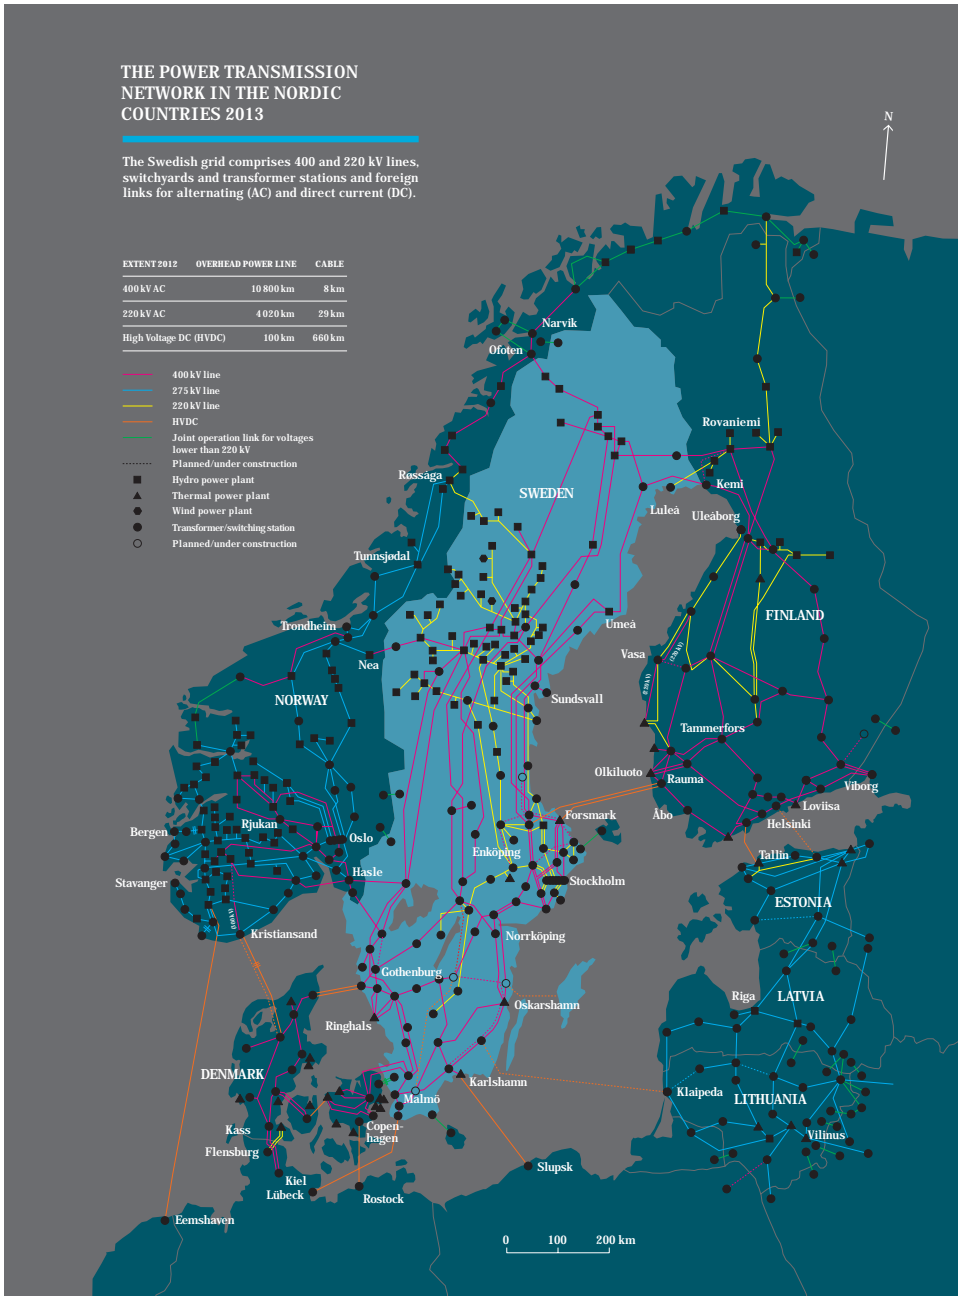 THE POWER TRANSMISSION
NETWORK IN THE NORDIC
COUNTRIES 2013
The Swedish grid comprises 400 and 220 kV lines,
switchyards and transformer stations and foreign
links for alternating (AC) and direct current (DC).
N
EXTENT 2012 OVERHEAD POWER LINE CABLE
400 kV AC 10 800 km 8 km
220 kV AC 4 020 km 29 km
High Voltage DC (HVDC) 100 km 660 km
400 kV line
275 kV line
220 kV line
HVDC
Joint operation link for voltages
lower than 220 kV
Planned/under construction
Hydro power plant
Thermal power plant
Wind power plant
Transformer/switching station
Planned/under construction
Narvik
Ofoten
Rovaniemi
Røssåga
Kemi
SWEDEN
Luleå
Uleåborg
Tunnsjødal
FINLAND
Trondheim
Umeå
Vasa
(220 kV)
Nea
(220 kV)
NORWAY
Sundsvall
Tammerfors
Olkiluoto
Rauma
Viborg
Loviisa
Åbo
Forsmark
Helsinki
Rjukan
Bergen
Oslo
Enköping
Tallin
Hasle
Stavanger
Stockholm
ESTONIA
(300 kV)
Kristiansand
Norrköping
Gothenburg
Riga
LATVIA
Oskarshamn
Ringhals
DENMARK
Karlshamn
Klaipeda
LITHUANIA
Malmö
Kass
Copen-
hagen
Vilinus
Flensburg
Slupsk
Kiel
Lübeck
Rostock
Eemshaven
0 100 200 km